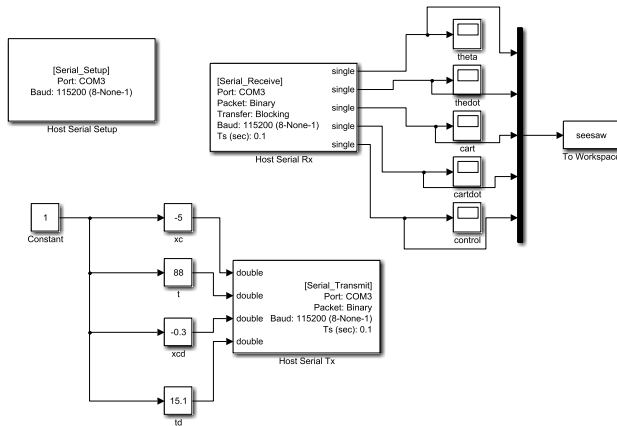 [Serial_Setup]
Port: COM3
Baud: 115200 (8-None-1)
Host Serial Setup
[Serial_Receive]
Port: COM3
Packet: Binary
Transfer: Blocking
Baud: 115200 (8-None-1)
Ts (sec): 0.1
single
single
single
single
single
Host Serial Rx
theta
thedot
cart
cartdot
control
seesaw
To Workspace
1
Constant
-5
xc
88
t
-0.3
xcd
15.1
td
double
double
double
double
[Serial_Transmit]
Port: COM3
Packet: Binary
Baud: 115200 (8-None-1)
Ts (sec): 0.1
Host Serial Tx